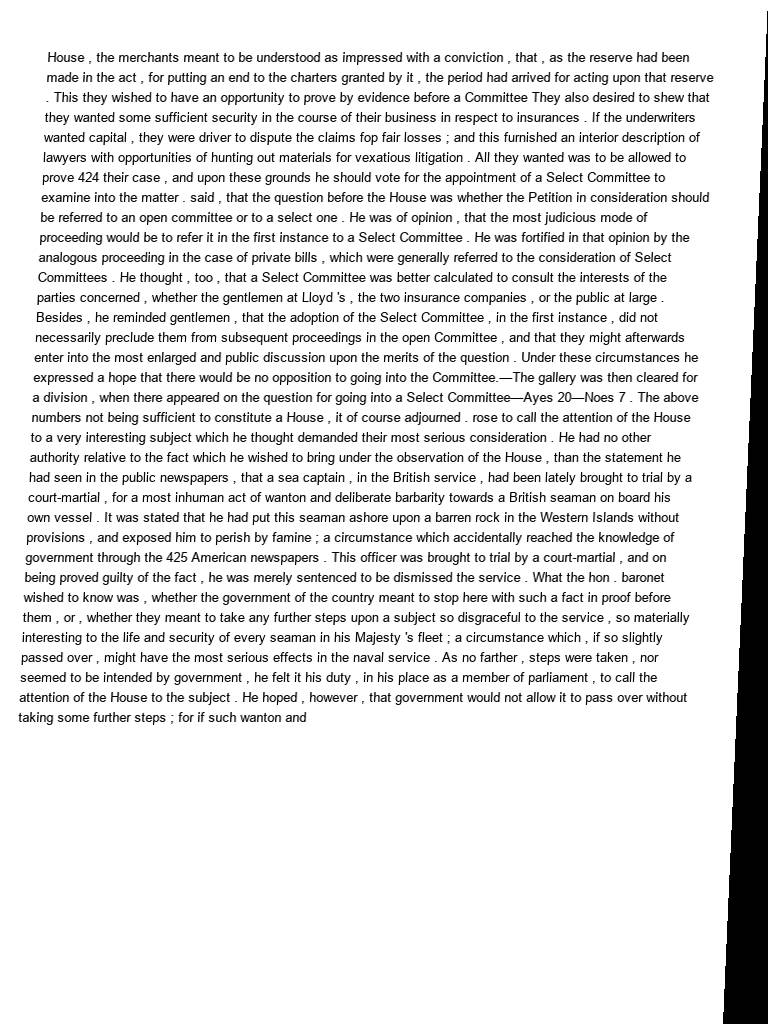 House , the merchants meant to be understood as impressed with a conviction , that , as the reserve had been
made in the act , for putting an end to the charters granted by it , the period had arrived for acting upon that reserve
. This they wished to have an opportunity to prove by evidence before a Committee They also desired to shew that
they wanted some sufficient security in the course of their business in respect to insurances . If the underwriters
wanted capital , they were driver to dispute the claims fop fair losses ; and this furnished an interior description of
lawyers with opportunities of hunting out materials for vexatious litigation . All they wanted was to be allowed to
prove 424 their case , and upon these grounds he should vote for the appointment of a Select Committee to
examine into the matter . said , that the question before the House was whether the Petition in consideration should
be referred to an open committee or to a select one . He was of opinion , that the most judicious mode of
proceeding would be to refer it in the first instance to a Select Committee . He was fortified in that opinion by the
analogous proceeding in the case of private bills , which were generally referred to the consideration of Select
Committees . He thought , too , that a Select Committee was better calculated to consult the interests of the
parties concerned , whether the gentlemen at Lloyd 's , the two insurance companies , or the public at large .
Besides , he reminded gentlemen , that the adoption of the Select Committee , in the first instance , did not
necessarily preclude them from subsequent proceedings in the open Committee , and that they might afterwards
enter into the most enlarged and public discussion upon the merits of the question . Under these circumstances he
expressed a hope that there would be no opposition to going into the Committee.—The gallery was then cleared for
a division , when there appeared on the question for going into a Select Committee—Ayes 20—Noes 7 . The above
numbers not being sufficient to constitute a House , it of course adjourned . rose to call the attention of the House
to a very interesting subject which he thought demanded their most serious consideration . He had no other
authority relative to the fact which he wished to bring under the observation of the House , than the statement he
had seen in the public newspapers , that a sea captain , in the British service , had been lately brought to trial by a
court-martial , for a most inhuman act of wanton and deliberate barbarity towards a British seaman on board his
own vessel . It was stated that he had put this seaman ashore upon a barren rock in the Western Islands without
provisions , and exposed him to perish by famine ; a circumstance which accidentally reached the knowledge of
government through the 425 American newspapers . This officer was brought to trial by a court-martial , and on
being proved guilty of the fact , he was merely sentenced to be dismissed the service . What the hon . baronet
wished to know was , whether the government of the country meant to stop here with such a fact in proof before
them , or , whether they meant to take any further steps upon a subject so disgraceful to the service , so materially
interesting to the life and security of every seaman in his Majesty 's fleet ; a circumstance which , if so slightly
passed over , might have the most serious effects in the naval service . As no farther , steps were taken , nor
seemed to be intended by government , he felt it his duty , in his place as a member of parliament , to call the
attention of the House to the subject . He hoped , however , that government would not allow it to pass over without
taking some further steps ; for if such wanton and